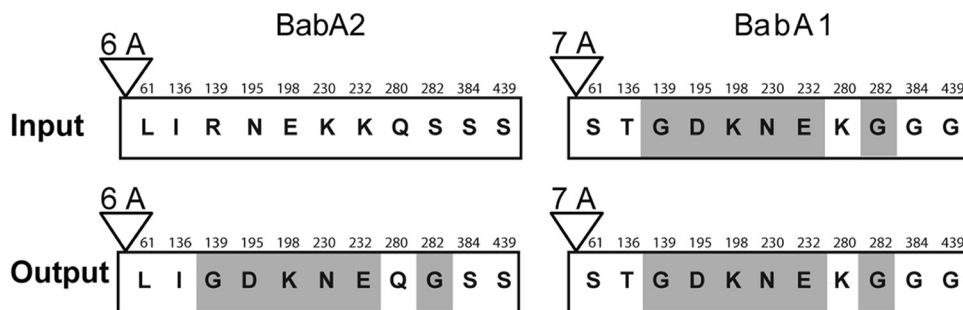 BabA2 BabA1
6 A 7 A
61 136 139 195 198 230 232 280 282 384 439 61 136 139 195 198 230 232 280 282 384 439
Input L I R N E K K Q S S S S T G D K N E K G G G
6 A 7 A
61 136 139 195 198 230 232 280 282 384 439 61 136 139 195 198 230 232 280 282 384 439
Output L I G D K N E Q G S S S T G D K N E K G G G